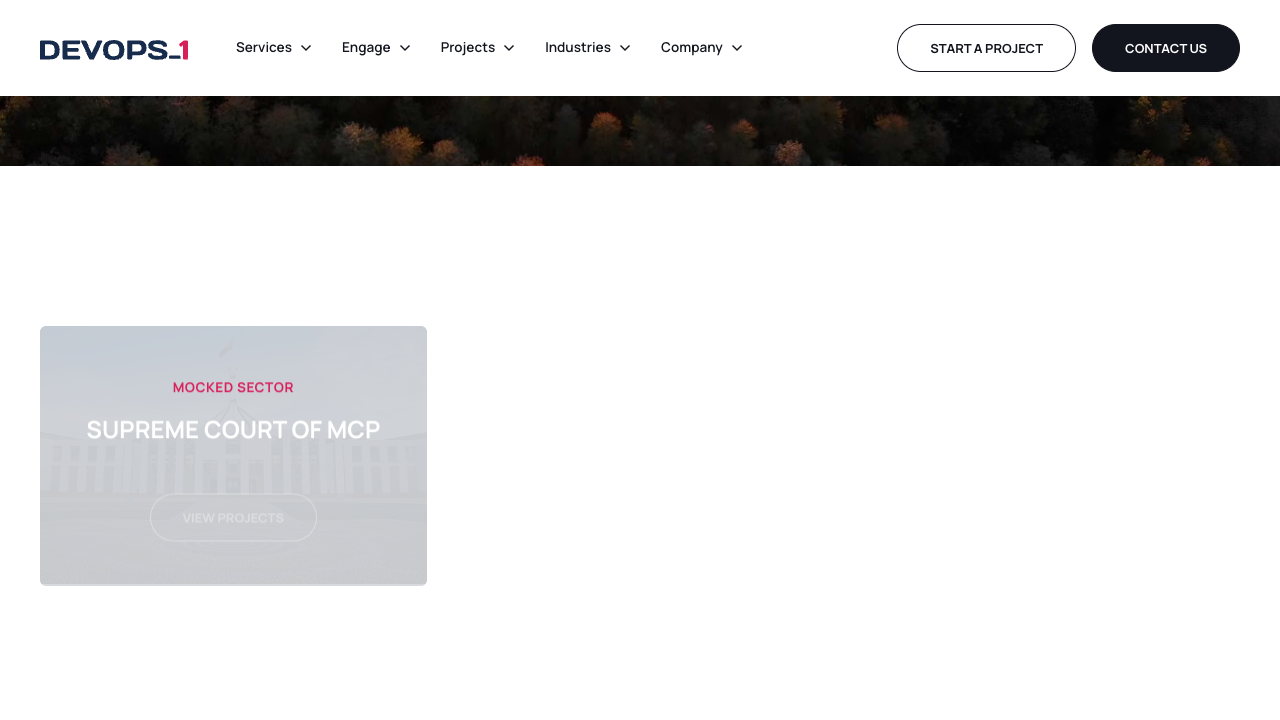 DEVOPS_1
Services
Engage
Projects
Industries
Company
START A PROJECT
CONTACT US
MOCKED SECTOR
SUPREME COURT OF MCP
VIEW PROJECTS